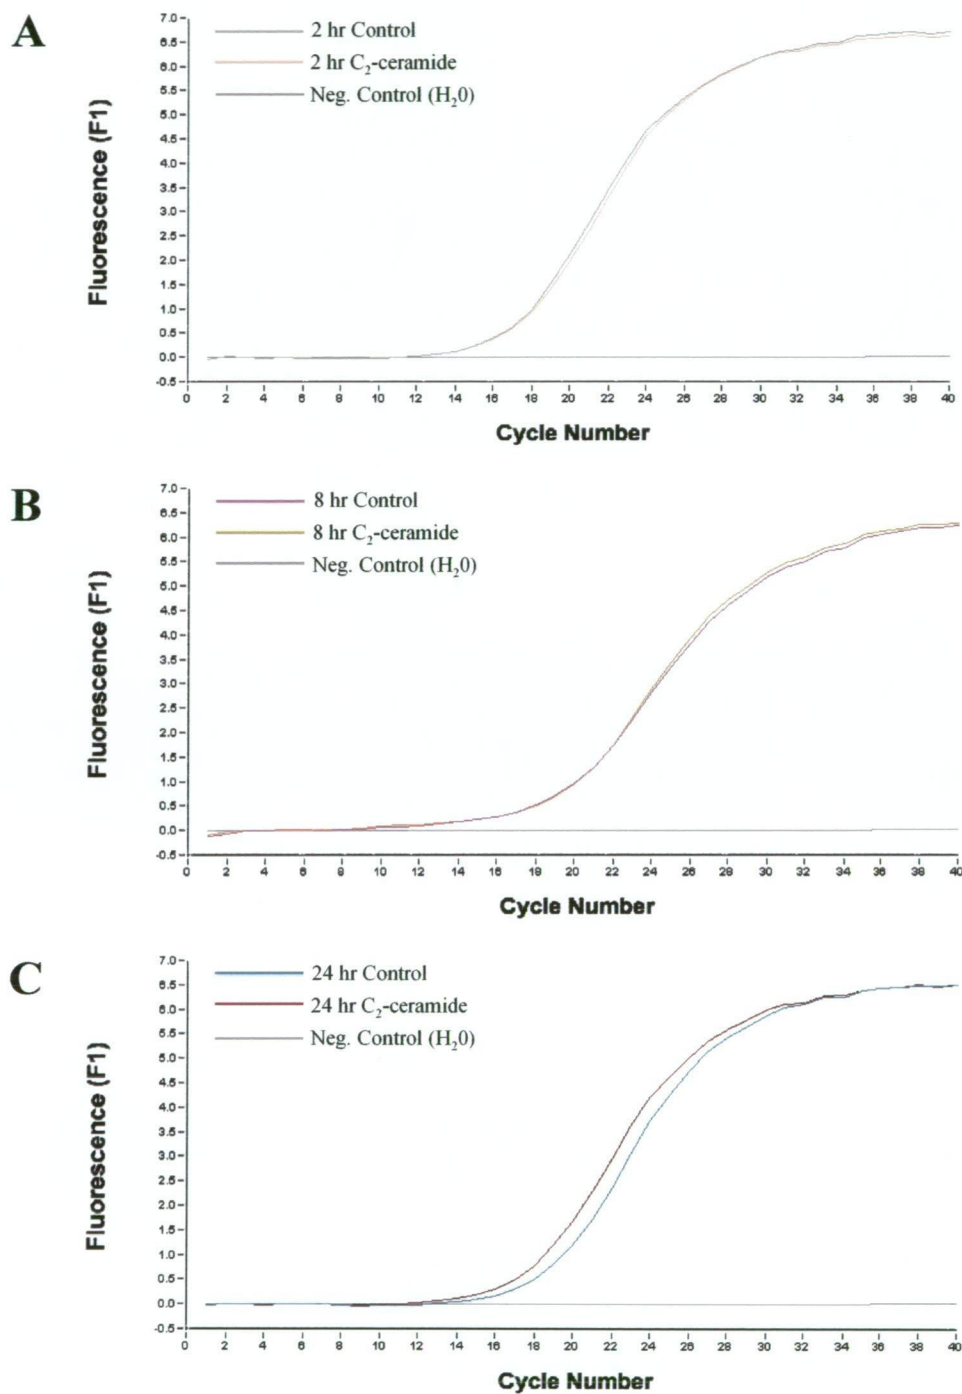 A
2 hr Control
2 hr C₂-ceramide
Neg. Control (H₂0)
Fluorescence (F1)
7.0
6.5
6.0
5.5
5.0
4.5
4.0
3.5
3.0
2.5
2.0
1.5
1.0
0.5
0.0
-0.5
0 2 4 6 8 10 12 14 16 18 20 22 24 26 28 30 32 34 36 38 40
Cycle Number
B
8 hr Control
8 hr C₂-ceramide
Neg. Control (H₂0)
Fluorescence (F1)
7.0
6.5
6.0
5.5
5.0
4.5
4.0
3.5
3.0
2.5
2.0
1.5
1.0
0.5
0.0
-0.5
0 2 4 6 8 10 12 14 16 18 20 22 24 26 28 30 32 34 36 38 40
Cycle Number
C
24 hr Control
24 hr C₂-ceramide
Neg. Control (H₂0)
Fluorescence (F1)
7.0
6.5
6.0
5.5
5.0
4.5
4.0
3.5
3.0
2.5
2.0
1.5
1.0
0.5
0.0
-0.5
0 2 4 6 8 10 12 14 16 18 20 22 24 26 28 30 32 34 36 38 40
Cycle Number